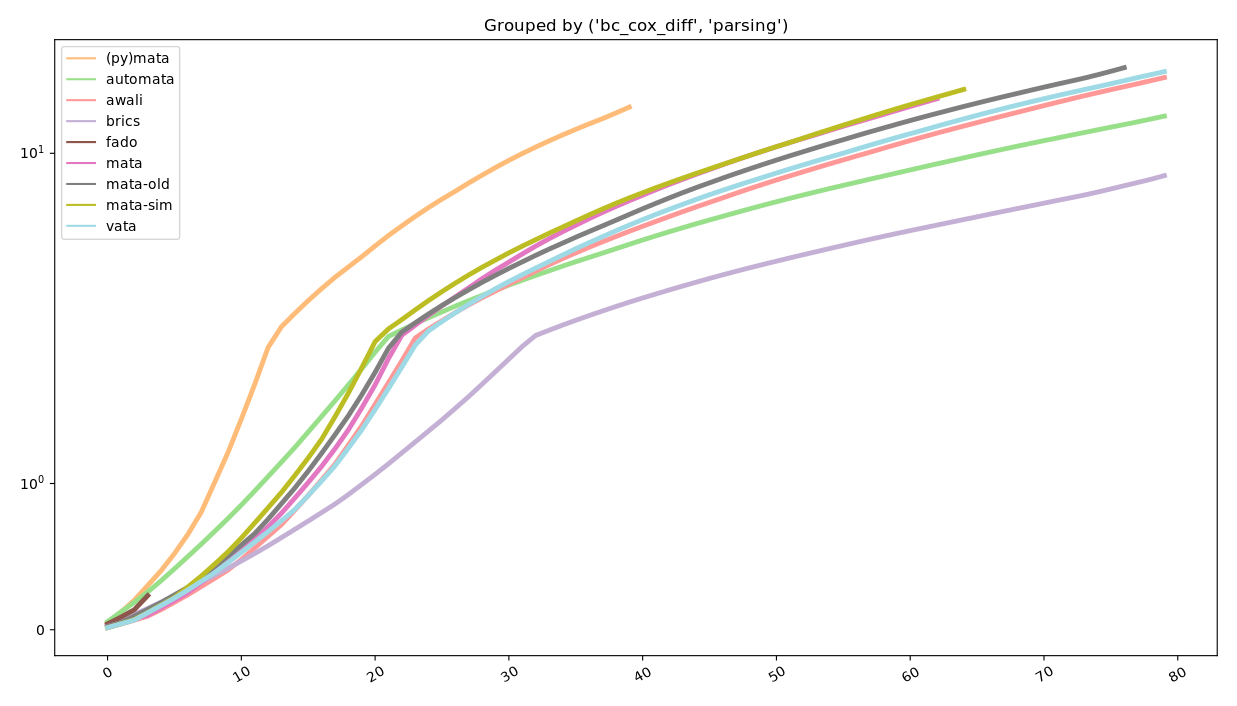 Grouped by ('bc_cox_diff', 'parsing')
(py)mata
automata
awali
brics
fado
mata
mata-old
mata-sim
vata
10¹
10⁰
0
0 10 20 30 40 50 60 70 80